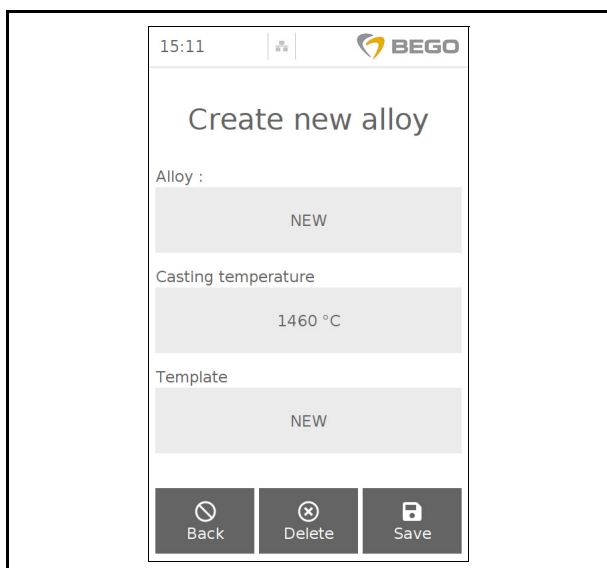 15:11 BEGO
Create new alloy
Alloy :
NEW
Casting temperature
1460 °C
Template
NEW
Back Delete Save